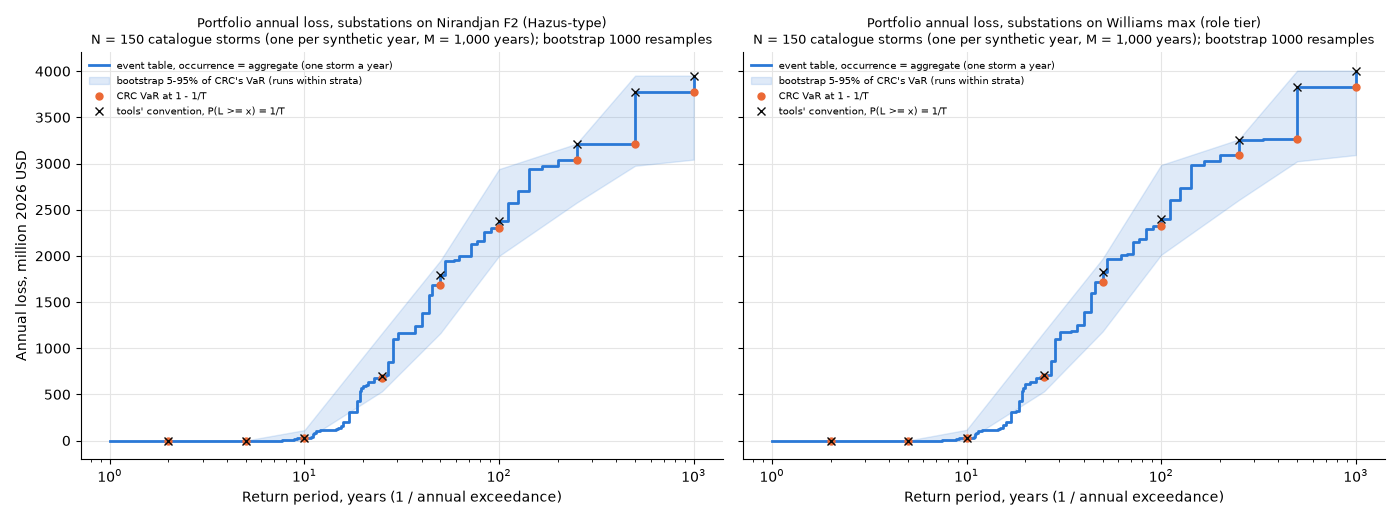 Portfolio annual loss, substations on Nirandjan F2 (Hazus-type)
N = 150 catalogue storms (one per synthetic year, M = 1,000 years); bootstrap 1000 resamples
event table, occurrence = aggregate (one storm a year)
bootstrap 5-95% of CRC's VaR (runs within strata)
CRC VaR at 1 - 1/T
tools' convention, P(L >= x) = 1/T
Annual loss, million 2026 USD
4000
3500
3000
2500
2000
1500
1000
500
0
10⁰
10¹
10²
10³
Return period, years (1 / annual exceedance)
Portfolio annual loss, substations on Williams max (role tier)
N = 150 catalogue storms (one per synthetic year, M = 1,000 years); bootstrap 1000 resamples
event table, occurrence = aggregate (one storm a year)
bootstrap 5-95% of CRC's VaR (runs within strata)
CRC VaR at 1 - 1/T
tools' convention, P(L >= x) = 1/T
10⁰
10¹
10²
10³
Return period, years (1 / annual exceedance)